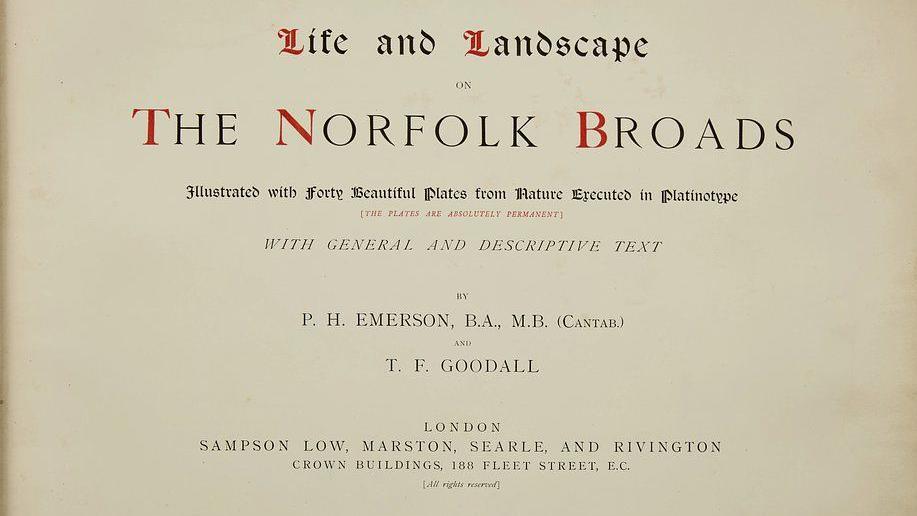 Life and Landscape
ON
THE NORFOLK BROADS
Illustrated with Forty Beautiful Plates from Nature Executed in Platinotype
[THE PLATES ARE ABSOLUTELY PERMANENT]
WITH GENERAL AND DESCRIPTIVE TEXT
BY
P. H. EMERSON, B.A., M.B. (CANTAB.)
AND
T. F. GOODALL
LONDON
SAMPSON LOW, MARSTON, SEARLE, AND RIVINGTON
CROWN BUILDINGS, 188 FLEET STREET, E.C.
[All rights reserved]